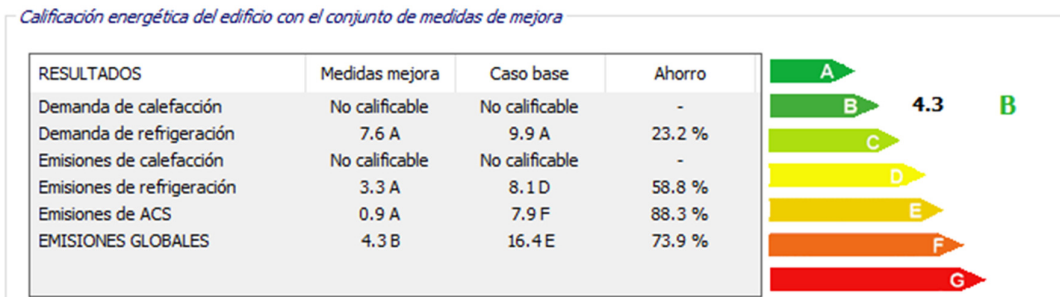 Calificación energética del edificio con el conjunto de medidas de mejora
RESULTADOS Medidas mejora Caso base Ahorro
Demanda de calefacción No calificable No calificable -
Demanda de refrigeración 7.6 A 9.9 A 23.2 %
Emisiones de calefacción No calificable No calificable -
Emisiones de refrigeración 3.3 A 8.1 D 58.8 %
Emisiones de ACS 0.9 A 7.9 F 88.3 %
EMISIONES GLOBALES 4.3 B 16.4 E 73.9 %
A
B 4.3 B
C
D
E
F
G